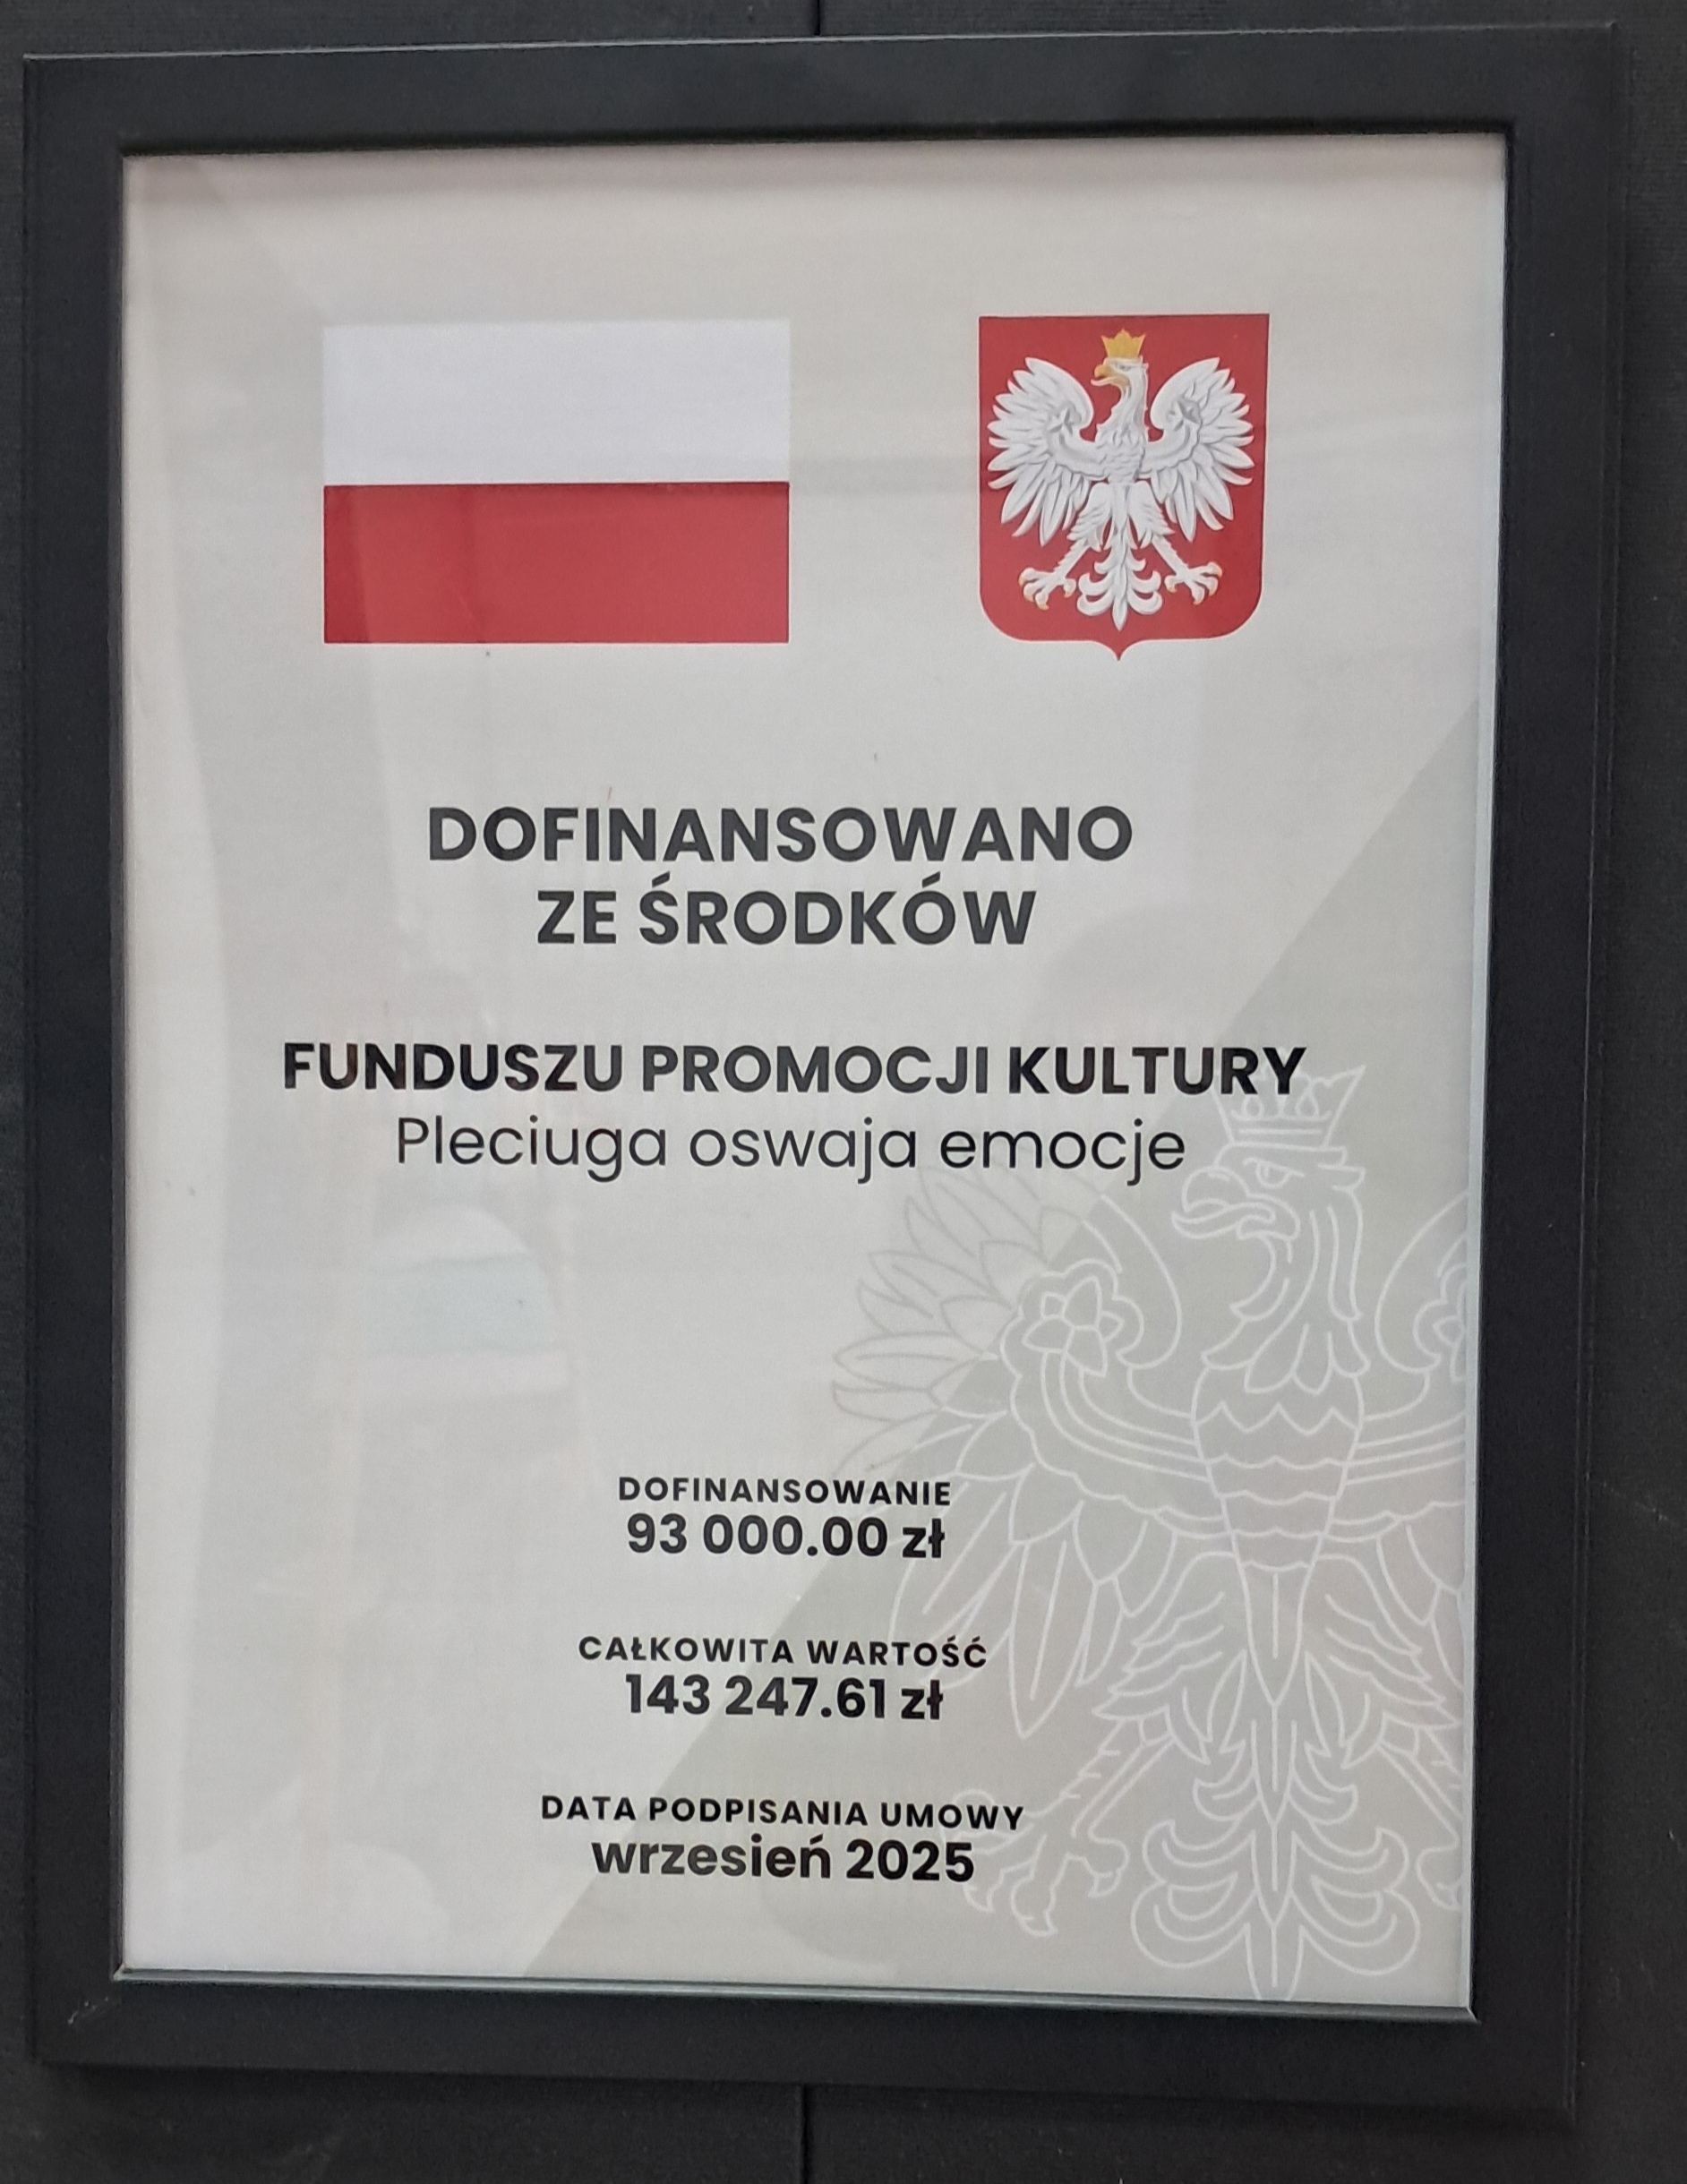 DOFINANSOWANO
ZE ŚRODKÓW
FUNDUSZU PROMOCJI KULTURY
Pleciuga oswaja emocje
DOFINANSOWANIE
93 000.00 zł
CAŁKOWITA WARTOŚĆ
143 247.61 zł
DATA PODPISANIA UMOWY
wrzesień 2025